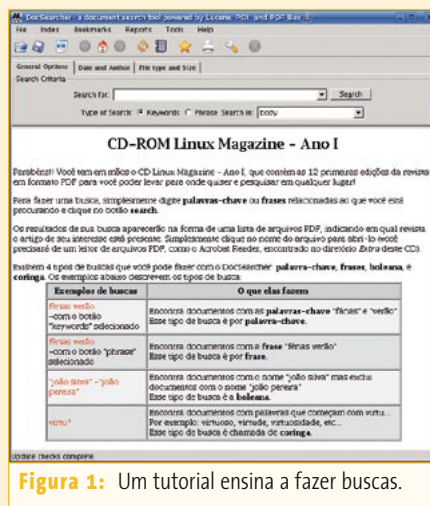 DocSearcher - a document search tool powered by Lucene, POI, and PDF Box
File Index Bookmarks Reports Tools Help
General Options Date and Author File type and Size
Search Criteria
Search for: Search
Type of Search: Keywords Phrase Search in: body
CD-ROM Linux Magazine - Ano I
Parabéns!! Você tem em mãos o CD Linux Magazine - Ano I, que contém as 12 primeiras edições da revista
em formato PDF para você poder levar para onde quiser e pesquisar em qualquer lugar!
Para fazer uma busca, simplesmente digite palavras-chave ou frases relacionadas ao que você está
procurando e clique no botão search.
Os resultados de sua busca aparecerão na forma de uma lista de arquivos PDF, indicando em qual revista
o artigo de seu interesse está presente. Simplesmente clique no nome do arquivo para abri-lo (você
precisará de um leitor de arquivos PDF, como o Acrobat Reader, encontrado no diretório Extra deste CD).
Existem 4 tipos de buscas que você pode fazer com o DocSearcher: palavra-chave, frases, boleana, e
coringa. Os exemplos abaixo descrevem os tipos de busca:
Exemplos de buscas O que elas fazem
férias verão
-com o botão
"keywords" selecionado
Encontra documentos com as palavras-chave "férias" e "verão"
Esse tipo de busca é por palavra-chave.
férias verão
-com o botão "phrase"
selecionado
Encontra documentos com a frase "férias verão"
Esse tipo de busca é por frase.
"joão silva" -"joão
pereira"
Encontra documentos com o nome "joão silva" mas exclui
documentos com o nome "joão pereira"
Esse tipo de busca é a boleana.
virtu*
Encontra documentos com palavras que começam com virtu...
Por exemplo: virtuoso, virtude, virtuosidade, etc...
Esse tipo de busca é chamada de coringa.
Update checks complete.
Figura 1: Um tutorial ensina a fazer buscas.